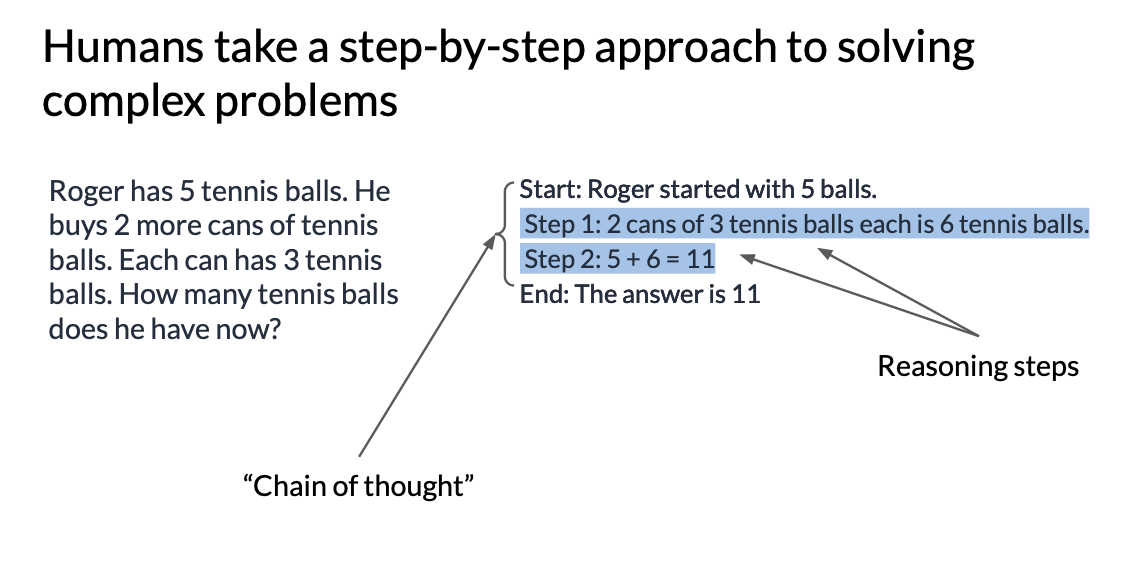 Humans take a step-by-step approach to solving
complex problems
Roger has 5 tennis balls. He
buys 2 more cans of tennis
balls. Each can has 3 tennis
balls. How many tennis balls
does he have now?
Start: Roger started with 5 balls.
Step 1: 2 cans of 3 tennis balls each is 6 tennis balls.
Step 2: 5 + 6 = 11
End: The answer is 11
Reasoning steps
“Chain of thought”